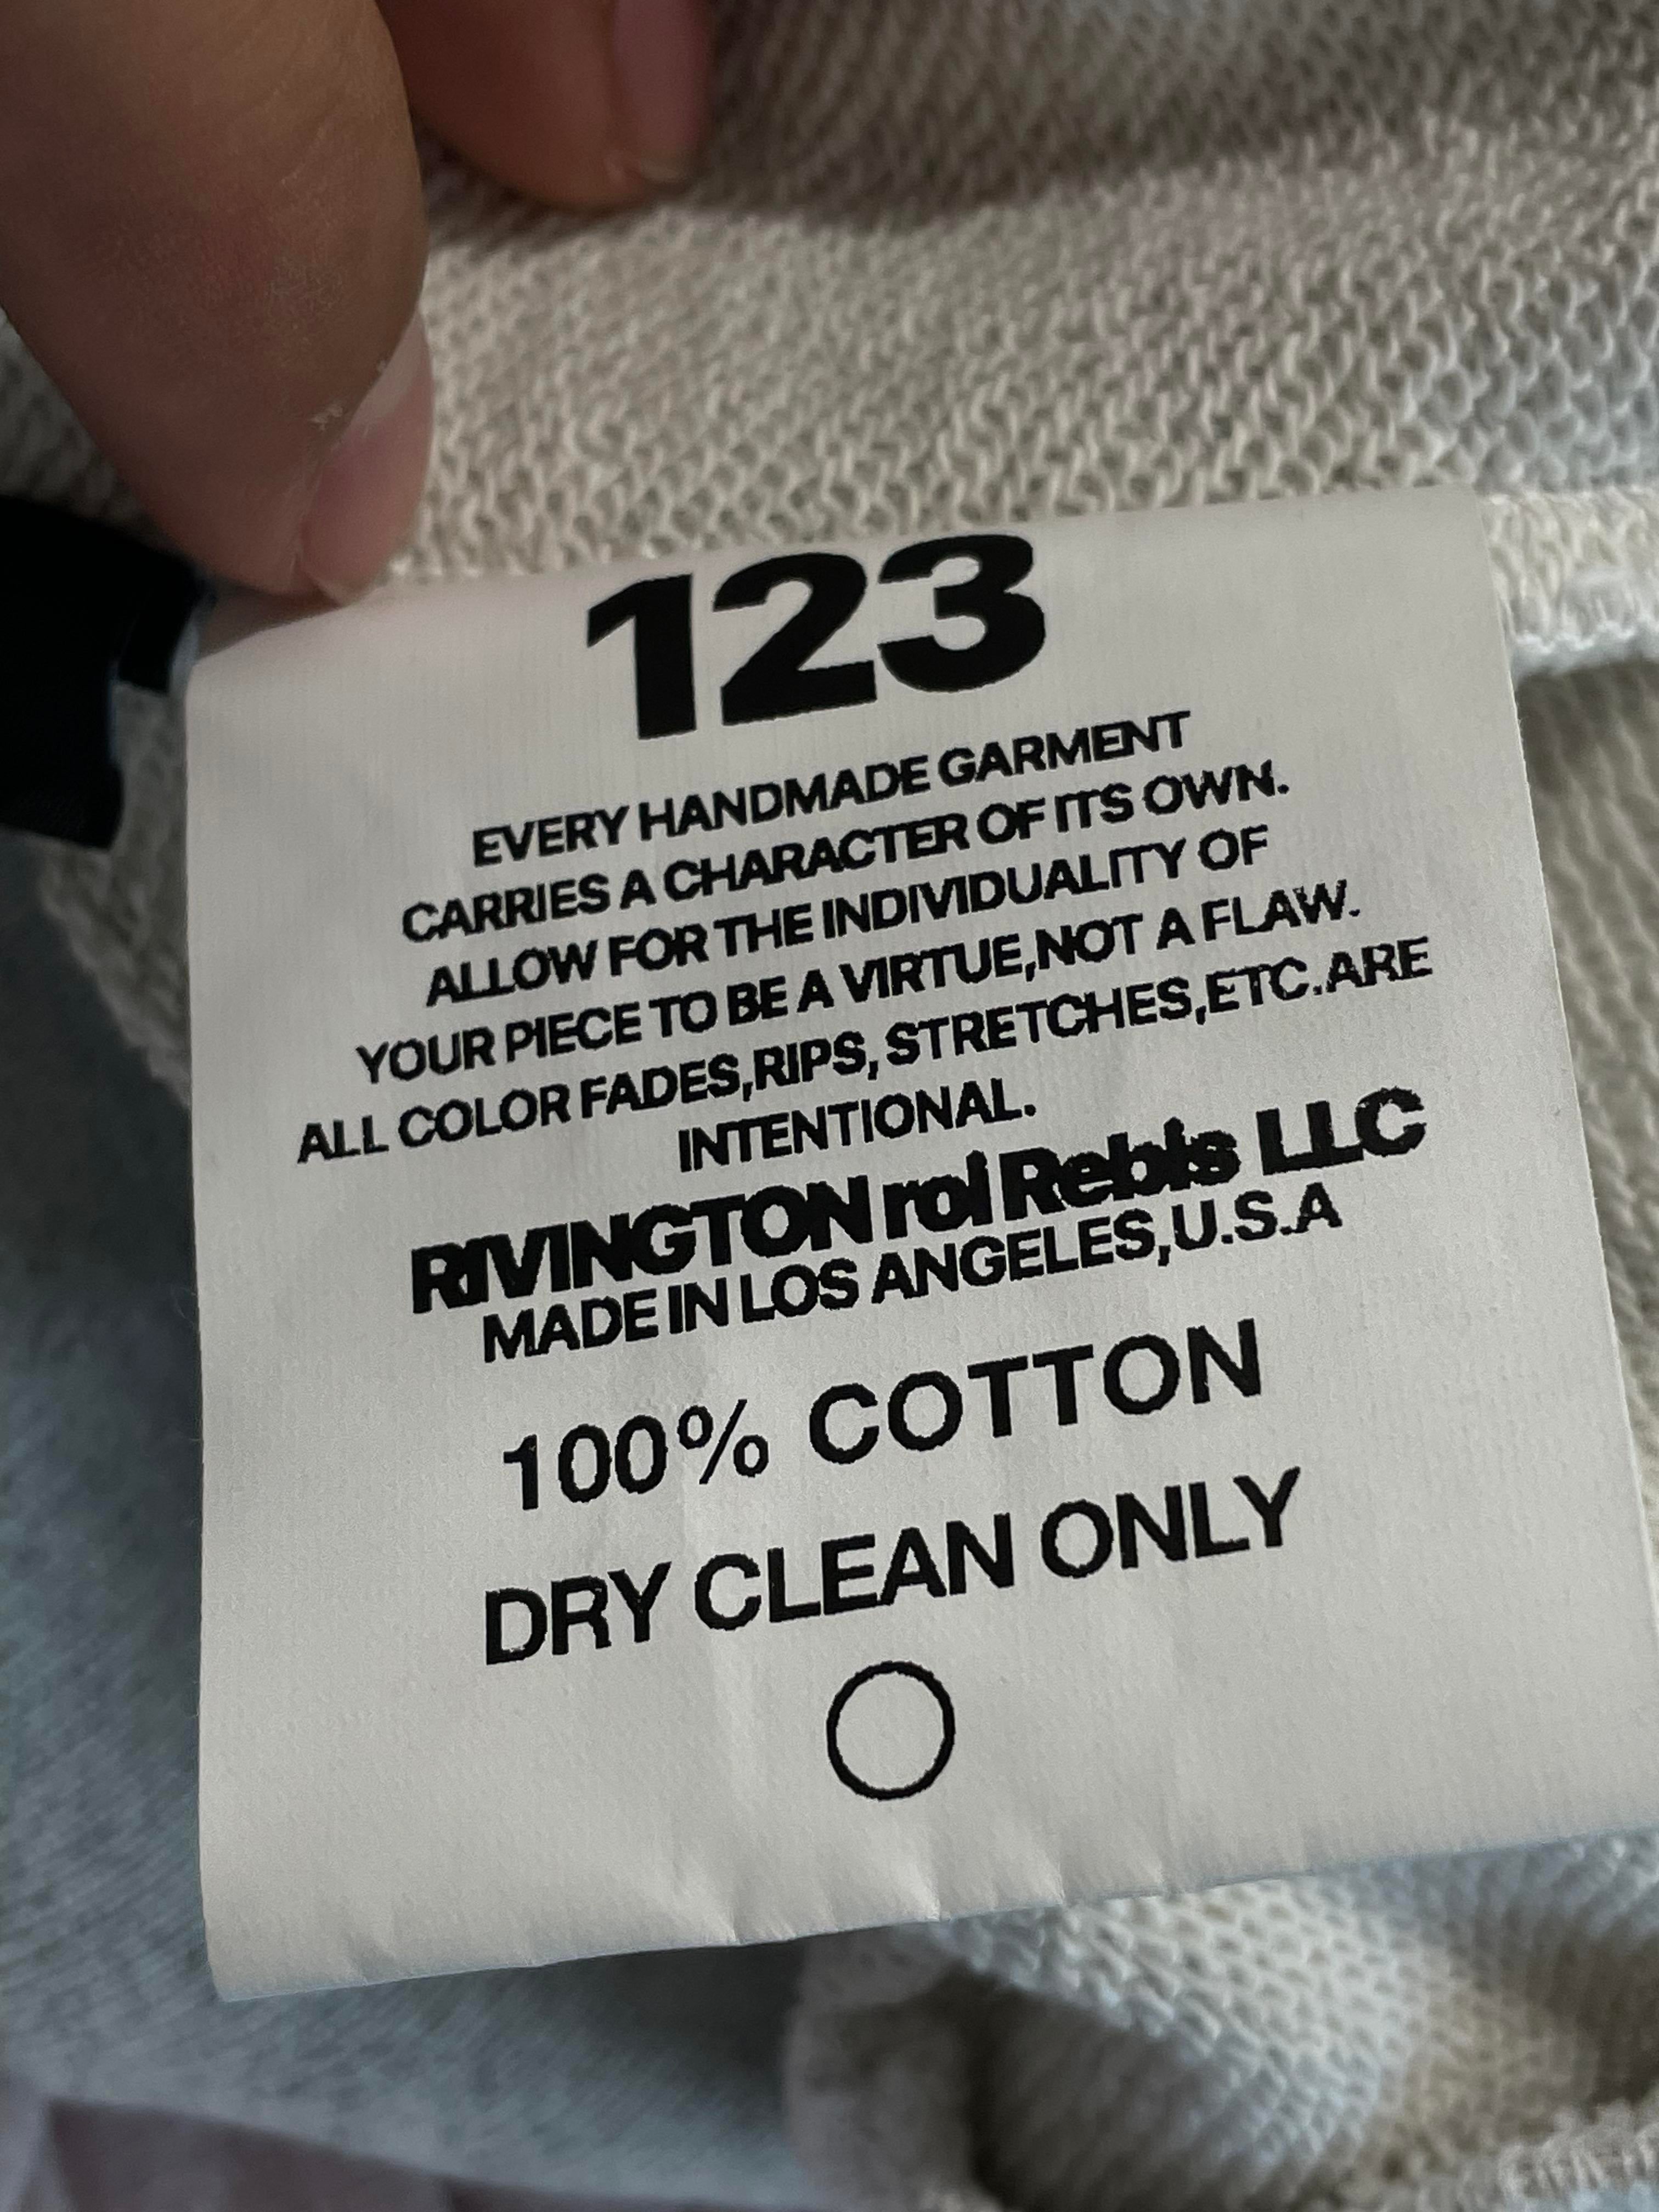 123
EVERY HANDMADE GARMENT
CARRIES A CHARACTER OF ITS OWN.
ALLOW FOR THE INDIVIDUALITY OF
YOUR PIECE TO BE A VIRTUE,NOT A FLAW.
ALL COLOR FADES,RIPS, STRETCHES,ETC.ARE
INTENTIONAL.
RIVINGTON roi Rebis LLC
MADE IN LOS ANGELES,U.S.A
100% COTTON
DRY CLEAN ONLY